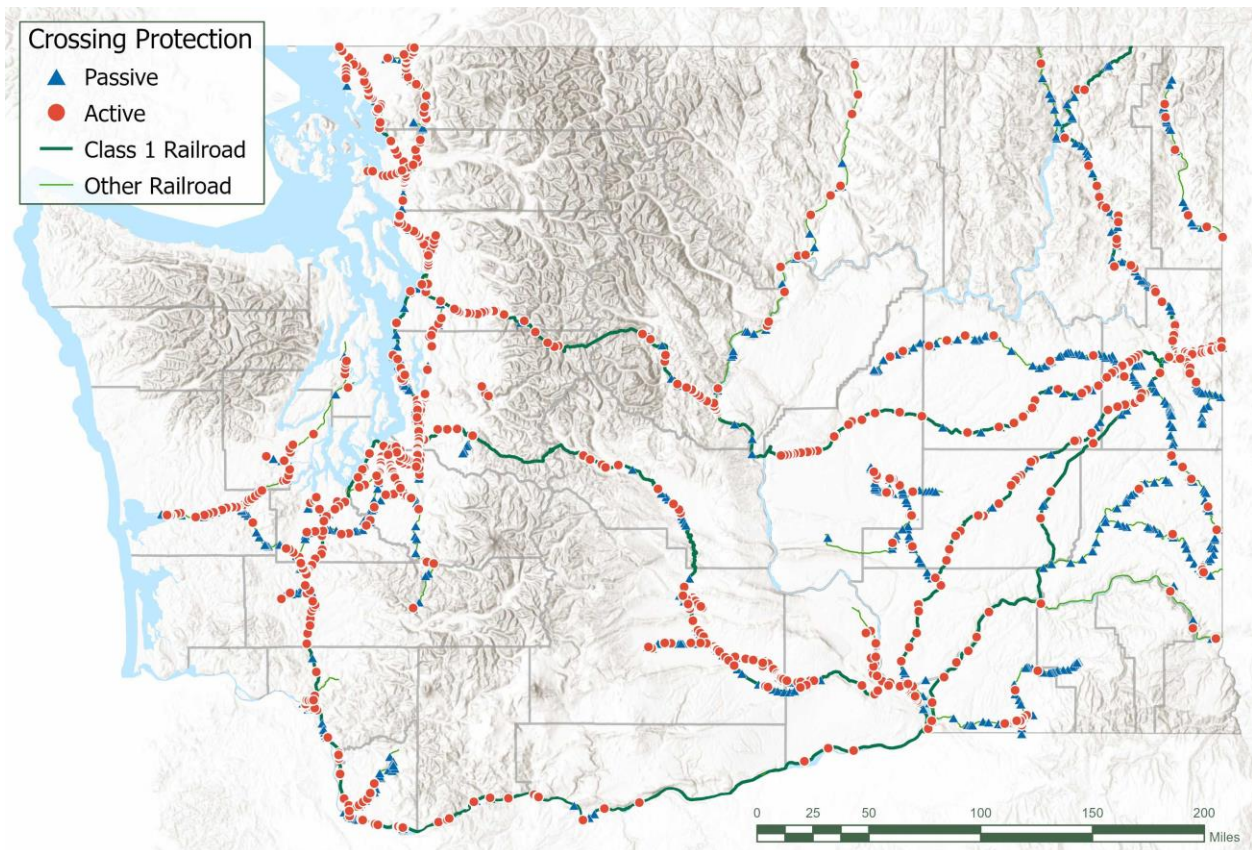 Crossing Protection
Passive
Active
Class 1 Railroad
Other Railroad
0 25 50 100 150 200
Miles